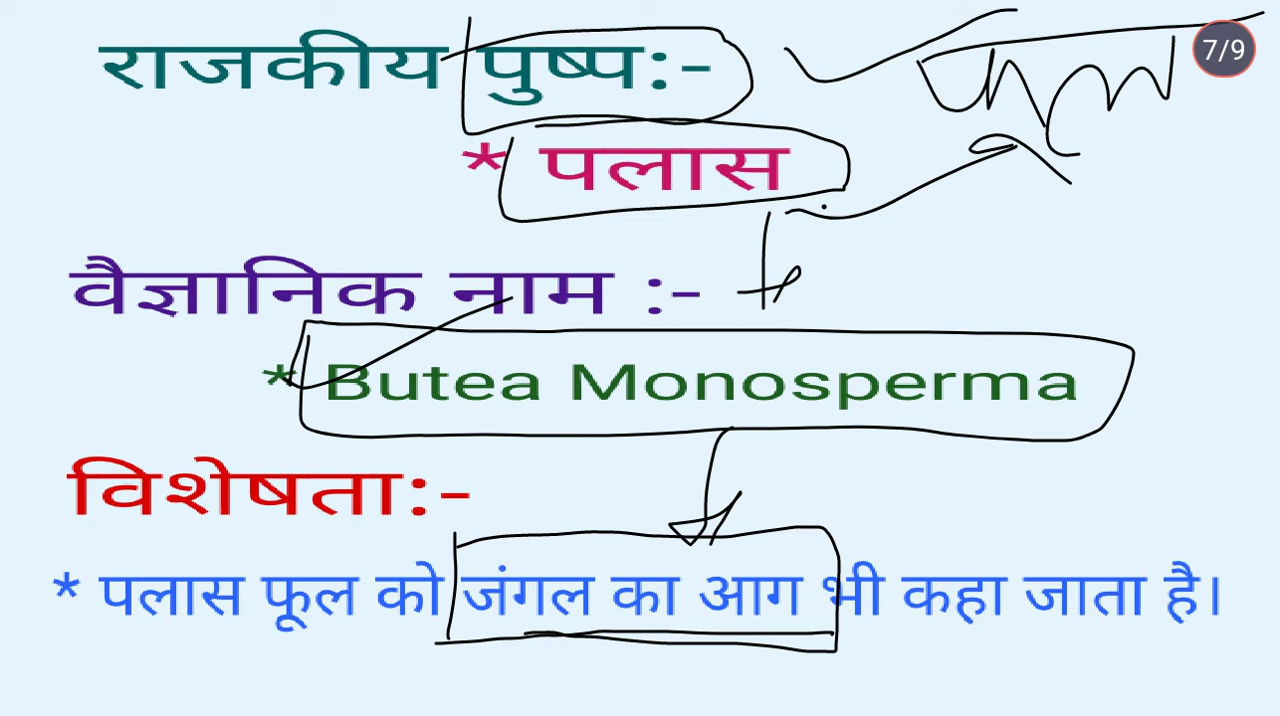 राजकीय पुष्प:-
7/9
फूल
* पलास
वैज्ञानिक नाम :-
* Butea Monosperma
विशेषता:-
* पलास फूल को जंगल का आग भी कहा जाता है।